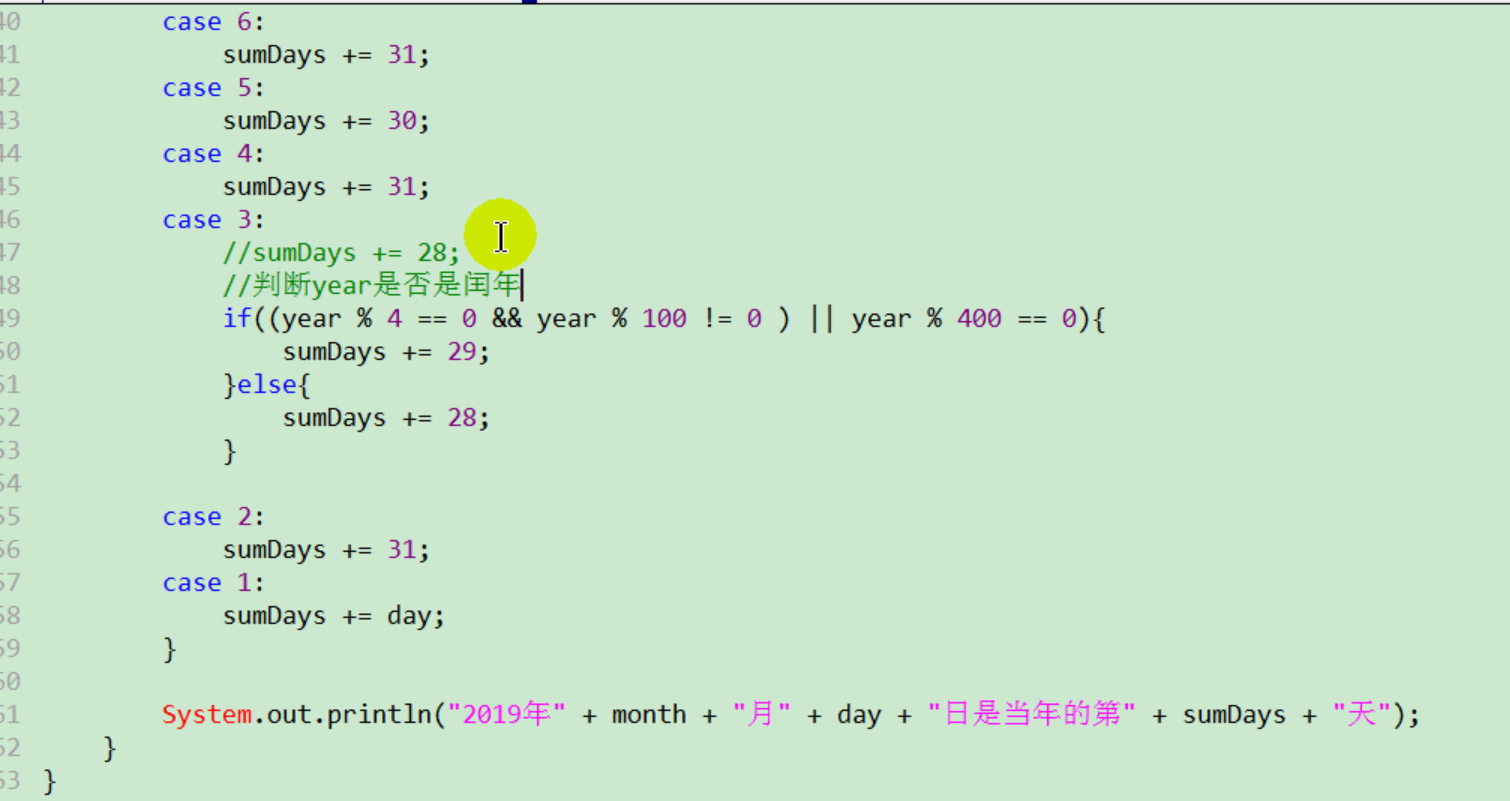 40 case 6:
41 sumDays += 31;
42 case 5:
43 sumDays += 30;
44 case 4:
45 sumDays += 31;
46 case 3:
47 //sumDays += 28;
48 //判断year是否是闰年
49 if((year % 4 == 0 && year % 100 != 0 ) || year % 400 == 0){
50 sumDays += 29;
51 }else{
52 sumDays += 28;
53 }
54
55 case 2:
56 sumDays += 31;
57 case 1:
58 sumDays += day;
59 }
60
61 System.out.println("2019年" + month + "月" + day + "日是当年的第" + sumDays + "天");
62 }
63 }